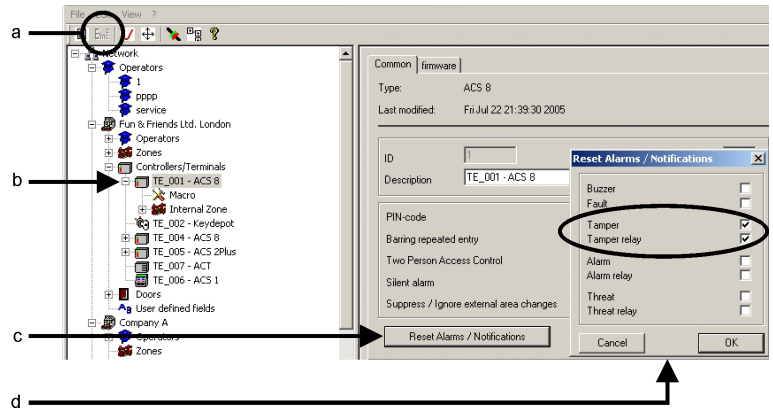 File Edit View ?
a
Network
Operators
1
pppp
service
Fun & Friends Ltd. London
Operators
Zones
Controllers/Terminals
b
TE_001 - ACS 8
Macro
Internal Zone
TE_002 - Keydepot
TE_004 - ACS 8
TE_005 - ACS 2Plus
TE_007 - ACT
TE_006 - ACS 1
Doors
User defined fields
Company A
Operators
Zones
Common firmware
Type: ACS 8
Last modified: Fri Jul 22 21:39:30 2005
ID 1
Description TE_001 - ACS 8
PIN-code
Barring repeated entry
Two Person Access Control
Silent alarm
Suppress / Ignore external area changes
c
Reset Alarms / Notifications
Reset Alarms / Notifications
Buzzer
Fault
Tamper
Tamper relay
Alarm
Alarm relay
Threat
Threat relay
Cancel OK
d